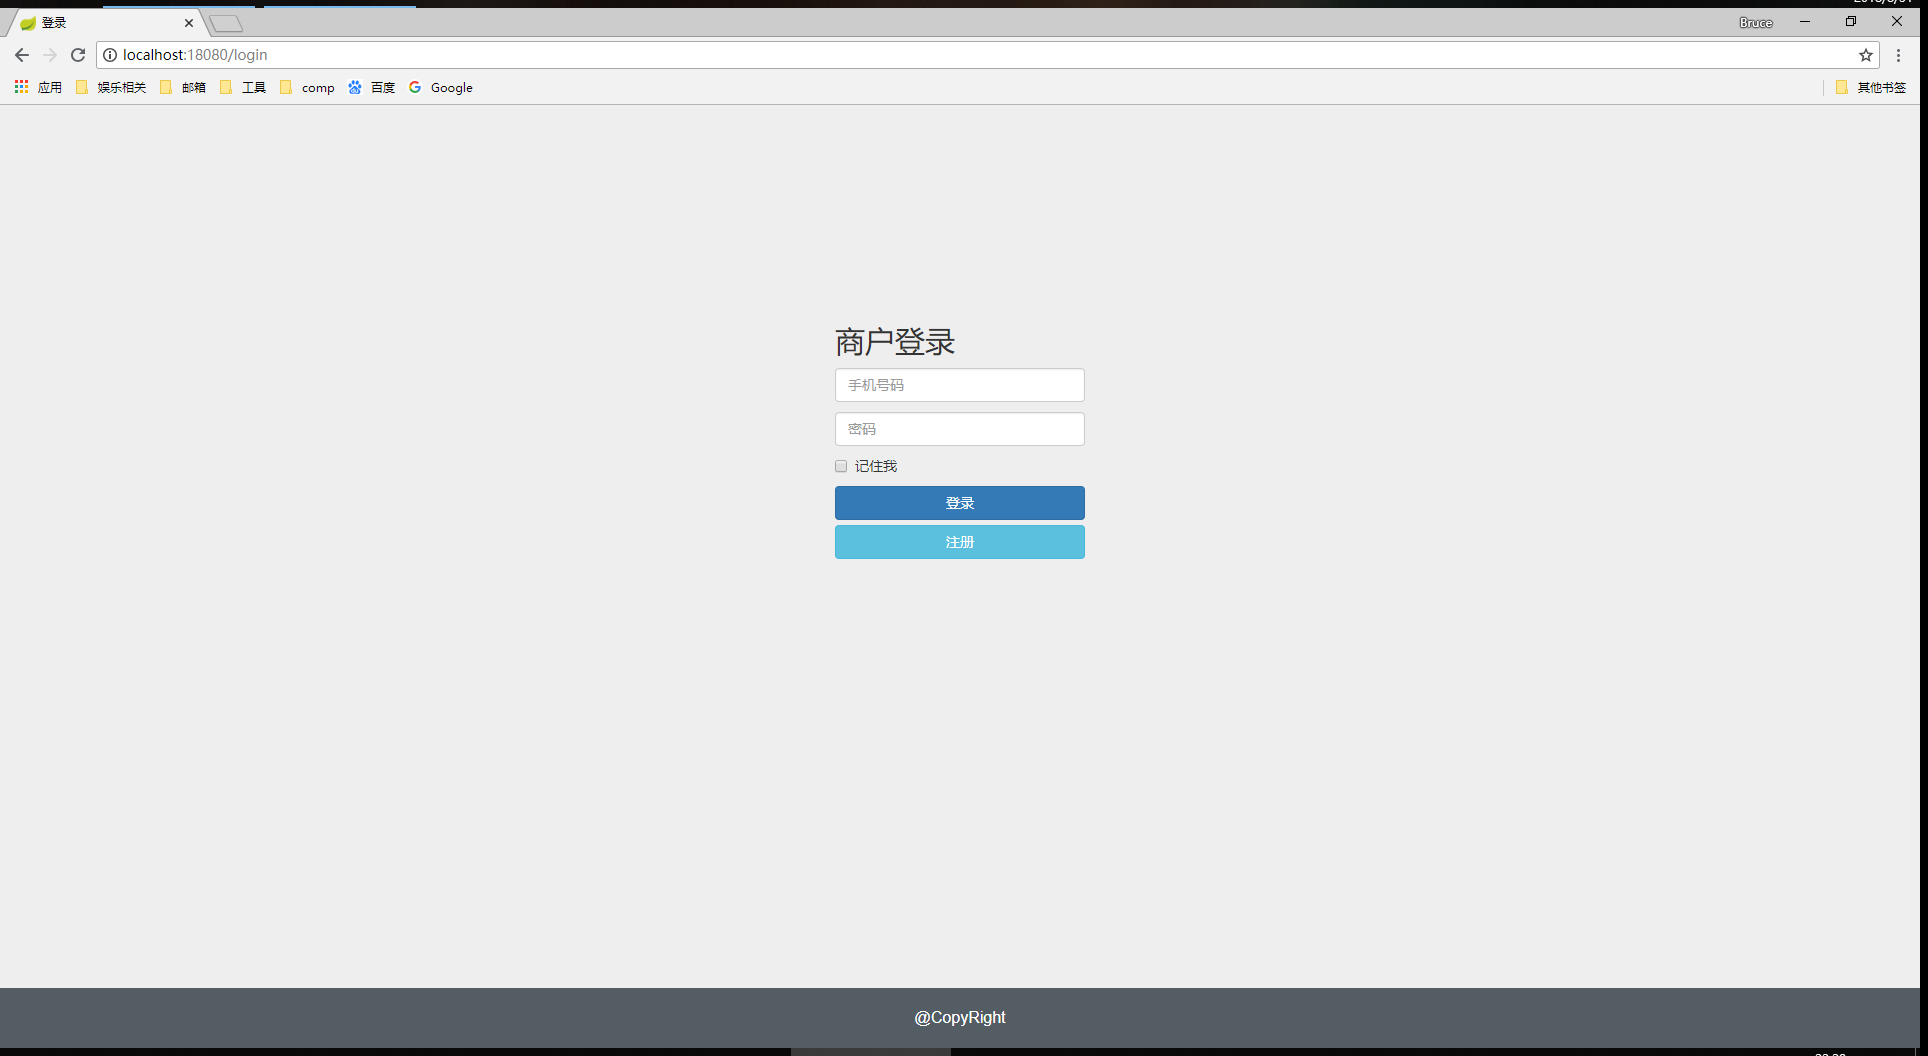 登录
Bruce
localhost:18080/login
应用 娱乐相关 邮箱 工具 comp 百度 Google 其他书签
商户登录
手机号码
密码
记住我
登录
注册
@CopyRight